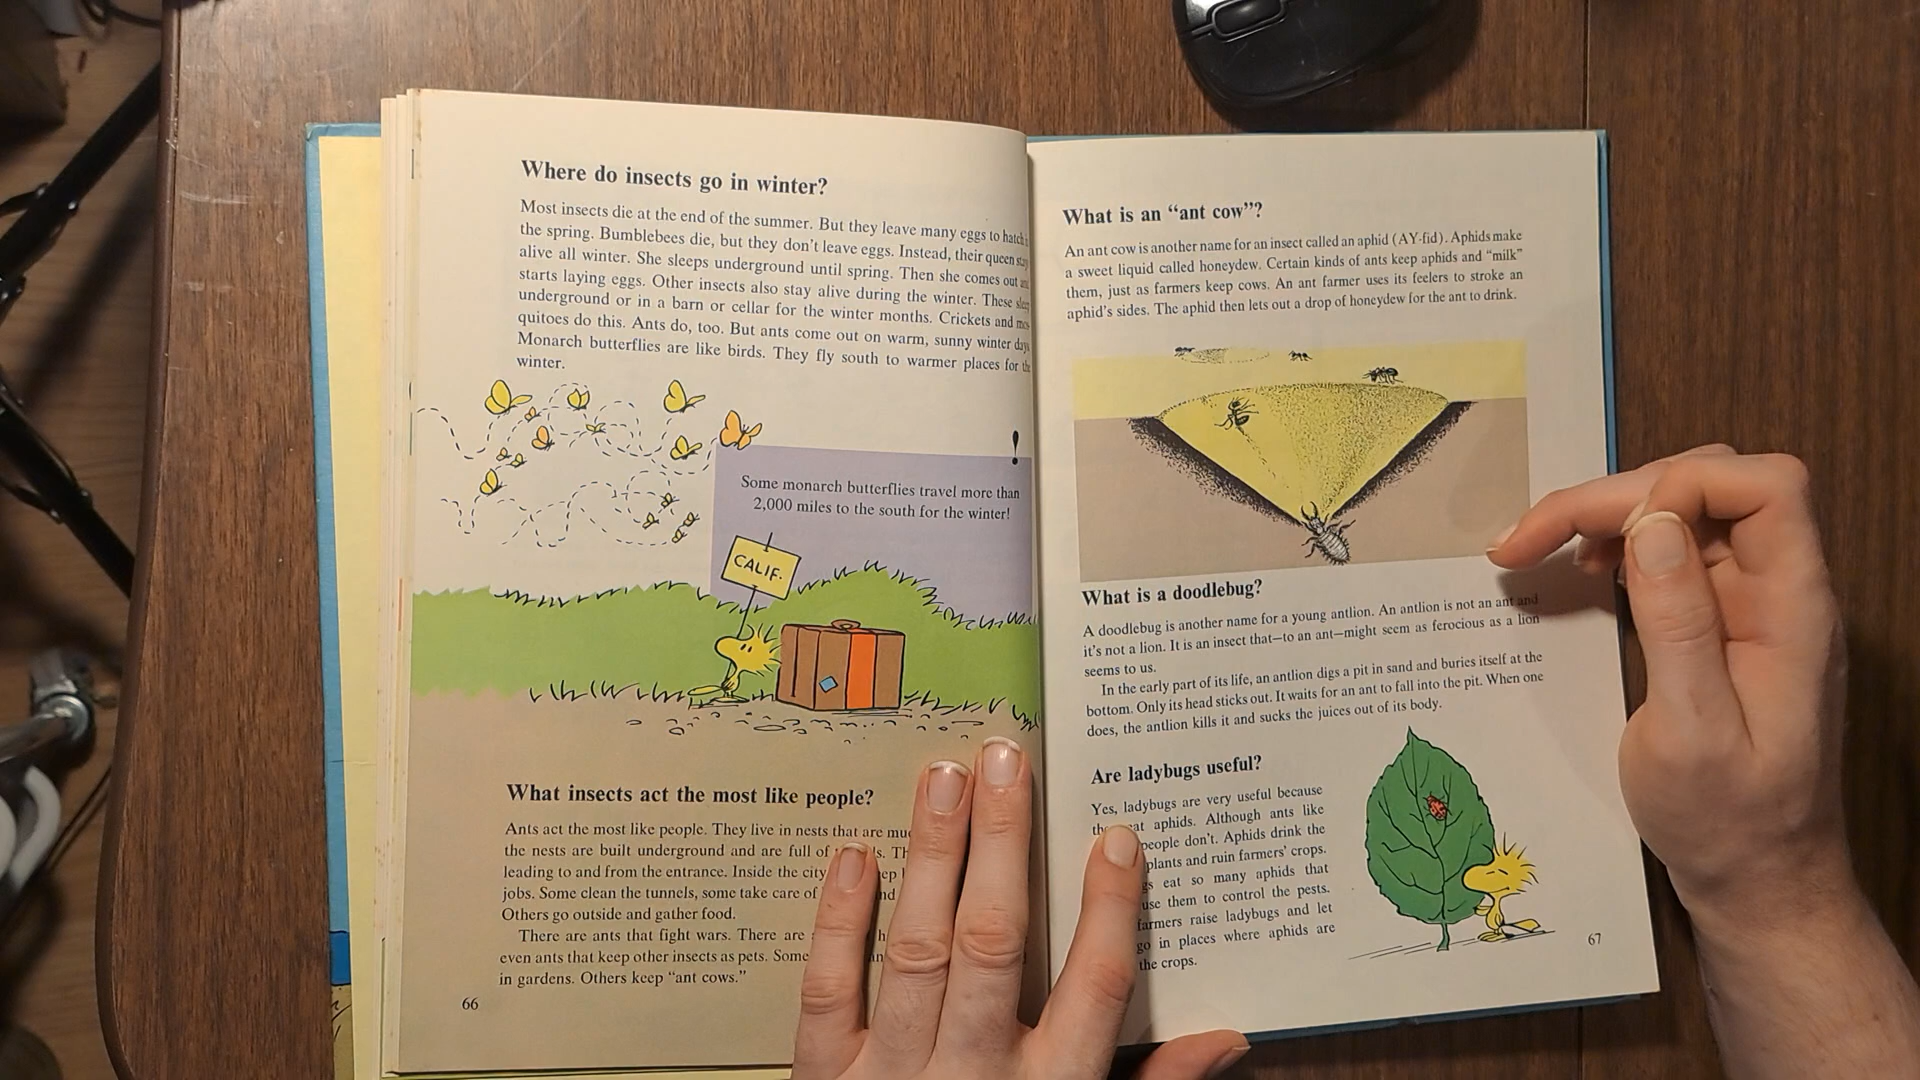 Where do insects go in winter?
Most insects die at the end of the summer. But they leave many eggs to hatch
the spring. Bumblebees die, but they don't leave eggs. Instead, their queen
alive all winter. She sleeps underground until spring. Then she comes out
starts laying eggs. Other insects also stay alive during the winter. These
underground or in a barn or cellar for the winter months. Crickets and mos-
quitoes do this. Ants do, too. But ants come out on warm, sunny winter days
Monarch butterflies are like birds. They fly south to warmer places for the
winter.
!
Some monarch butterflies travel more than
2,000 miles to the south for the winter!
CALIF.
What insects act the most like people?
Ants act the most like people. They live in nests that are
the nests are built underground and are full of
leading to and from the entrance. Inside the city
jobs. Some clean the tunnels, some take care of
Others go outside and gather food.
There are ants that fight wars. There are
even ants that keep other insects as pets. Some
in gardens. Others keep "ant cows."
66
What is an "ant cow"?
An ant cow is another name for an insect called an aphid (AY-fid). Aphids make
a sweet liquid called honeydew. Certain kinds of ants keep aphids and "milk"
them, just as farmers keep cows. An ant farmer uses its feelers to stroke an
aphid's sides. The aphid then lets out a drop of honeydew for the ant to drink.
What is a doodlebug?
A doodlebug is another name for a young antlion. An antlion is not an ant and
it's not a lion. It is an insect that—to an ant—might seem as ferocious as a lion
seems to us.
In the early part of its life, an antlion digs a pit in sand and buries itself at the
bottom. Only its head sticks out. It waits for an ant to fall into the pit. When one
does, the antlion kills it and sucks the juices out of its body.
Are ladybugs useful?
Yes, ladybugs are very useful because
eat aphids. Although ants like
people don't. Aphids drink the
plants and ruin farmers' crops.
eat so many aphids that
use them to control the pests.
farmers raise ladybugs and let
go in places where aphids are
the crops.
67